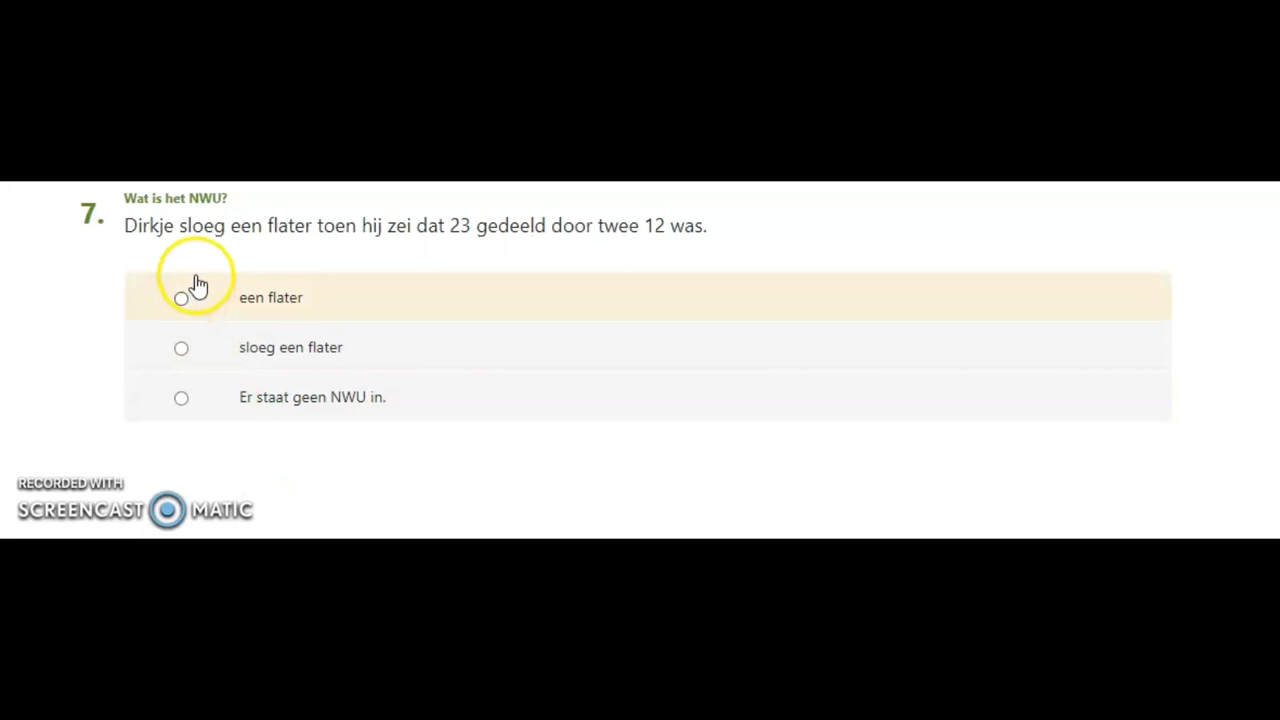 Wat is het NWU?
7.
Dirkje sloeg een flater toen hij zei dat 23 gedeeld door twee 12 was.
een flater
sloeg een flater
Er staat geen NWU in.
RECORDED WITH
SCREENCAST MATIC